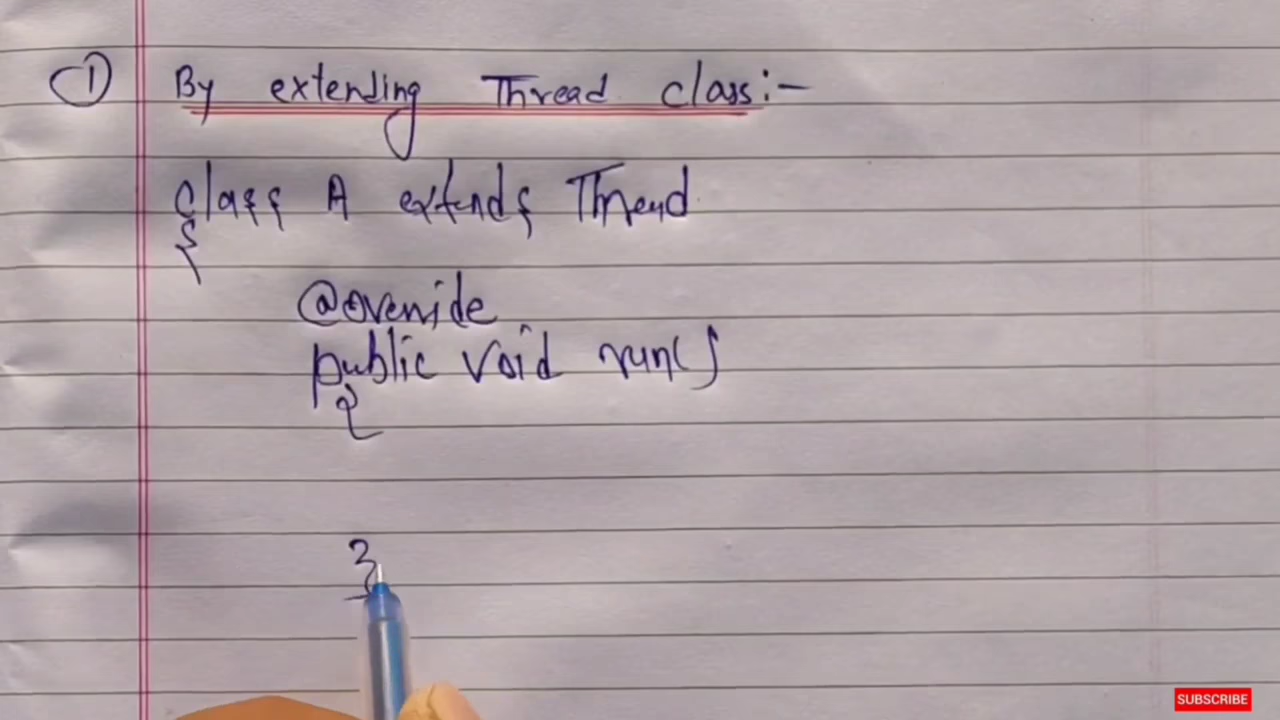 ① By extending Thread class:-
class A extends Thread
{
@override
public void run()
{
}
SUBSCRIBE